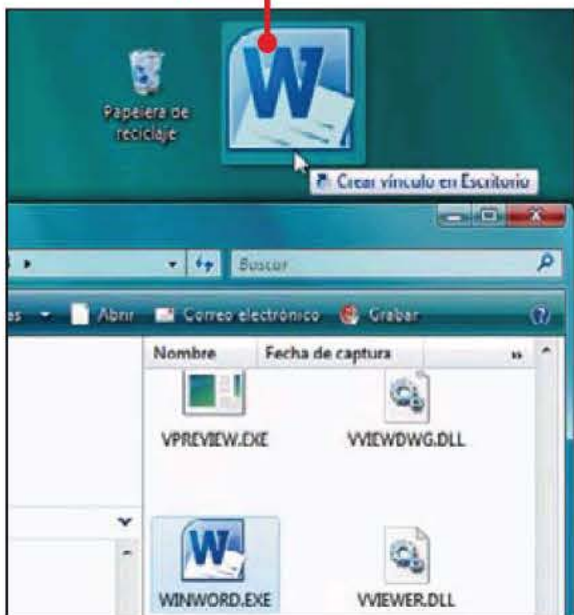 Papelera de
reciclaje
Crear vínculo en Escritorio
Buscar
as
Abrir
Correo electrónico
Grabar
Nombre
Fecha de captura
VPREVIEW.EXE
VVIEWDWG.DLL
WINWORD.EXE
VVIEWER.DLL